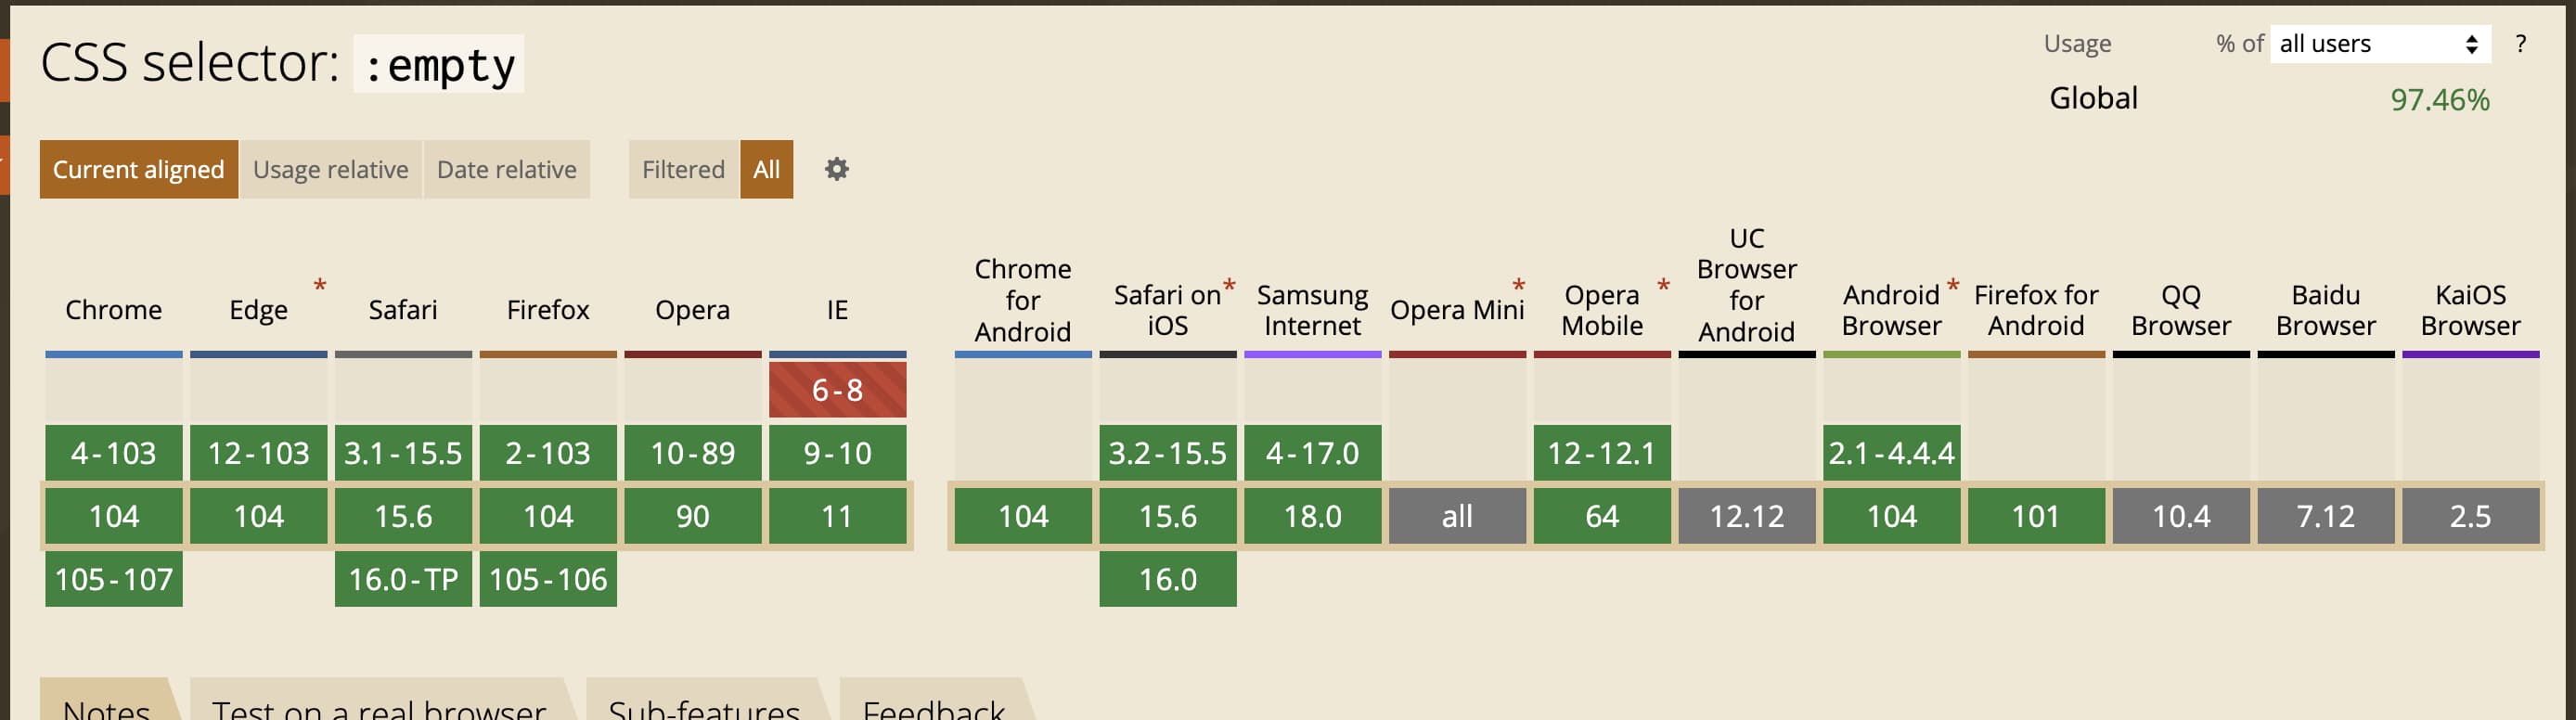 CSS selector: :empty
Usage % of all users ?
Global 97.46%
Current aligned Usage relative Date relative Filtered All
Chrome
Edge *
Safari
Firefox
Opera
IE
Chrome
for
Android
Safari on *
iOS
Samsung
Internet
Opera Mini *
Opera *
Mobile
UC
Browser
for
Android
Android *
Browser
Firefox for
Android
QQ
Browser
Baidu
Browser
KaiOS
Browser
6-8
4-103 12-103 3.1-15.5 2-103 10-89 9-10 3.2-15.5 4-17.0 12-12.1 2.1-4.4.4
104 104 15.6 104 90 11 104 15.6 18.0 all 64 12.12 104 101 10.4 7.12 2.5
105-107 16.0-TP 105-106 16.0
Notes Test on a real browser Sub-features Feedback